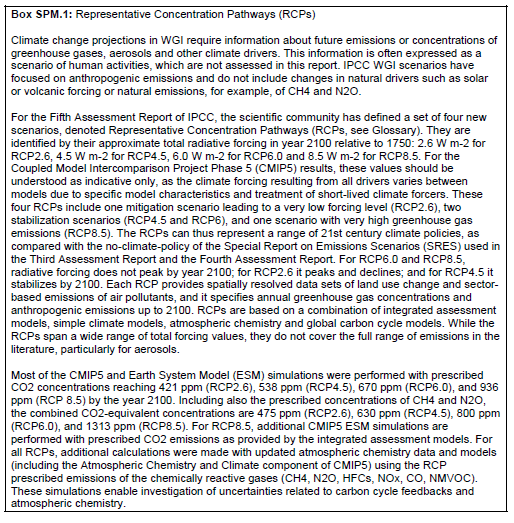 Box SPM.1: Representative Concentration Pathways (RCPs)
Climate change projections in WGI require information about future emissions or concentrations of
greenhouse gases, aerosols and other climate drivers. This information is often expressed as a
scenario of human activities, which are not assessed in this report. IPCC WGI scenarios have
focused on anthropogenic emissions and do not include changes in natural drivers such as solar
or volcanic forcing or natural emissions, for example, of CH4 and N2O.
For the Fifth Assessment Report of IPCC, the scientific community has defined a set of four new
scenarios, denoted Representative Concentration Pathways (RCPs, see Glossary). They are
identified by their approximate total radiative forcing in year 2100 relative to 1750: 2.6 W m-2 for
RCP2.6, 4.5 W m-2 for RCP4.5, 6.0 W m-2 for RCP6.0 and 8.5 W m-2 for RCP8.5. For the
Coupled Model Intercomparison Project Phase 5 (CMIP5) results, these values should be
understood as indicative only, as the climate forcing resulting from all drivers varies between
models due to specific model characteristics and treatment of short-lived climate forcers. These
four RCPs include one mitigation scenario leading to a very low forcing level (RCP2.6), two
stabilization scenarios (RCP4.5 and RCP6), and one scenario with very high greenhouse gas
emissions (RCP8.5). The RCPs can thus represent a range of 21st century climate policies, as
compared with the no-climate-policy of the Special Report on Emissions Scenarios (SRES) used in
the Third Assessment Report and the Fourth Assessment Report. For RCP6.0 and RCP8.5,
radiative forcing does not peak by year 2100; for RCP2.6 it peaks and declines; and for RCP4.5 it
stabilizes by 2100. Each RCP provides spatially resolved data sets of land use change and sector-
based emissions of air pollutants, and it specifies annual greenhouse gas concentrations and
anthropogenic emissions up to 2100. RCPs are based on a combination of integrated assessment
models, simple climate models, atmospheric chemistry and global carbon cycle models. While the
RCPs span a wide range of total forcing values, they do not cover the full range of emissions in the
literature, particularly for aerosols.
Most of the CMIP5 and Earth System Model (ESM) simulations were performed with prescribed
CO2 concentrations reaching 421 ppm (RCP2.6), 538 ppm (RCP4.5), 670 ppm (RCP6.0), and 936
ppm (RCP 8.5) by the year 2100. Including also the prescribed concentrations of CH4 and N2O,
the combined CO2-equivalent concentrations are 475 ppm (RCP2.6), 630 ppm (RCP4.5), 800 ppm
(RCP6.0), and 1313 ppm (RCP8.5). For RCP8.5, additional CMIP5 ESM simulations are
performed with prescribed CO2 emissions as provided by the integrated assessment models. For
all RCPs, additional calculations were made with updated atmospheric chemistry data and models
(including the Atmospheric Chemistry and Climate component of CMIP5) using the RCP
prescribed emissions of the chemically reactive gases (CH4, N2O, HFCs, NOx, CO, NMVOC).
These simulations enable investigation of uncertainties related to carbon cycle feedbacks and
atmospheric chemistry.